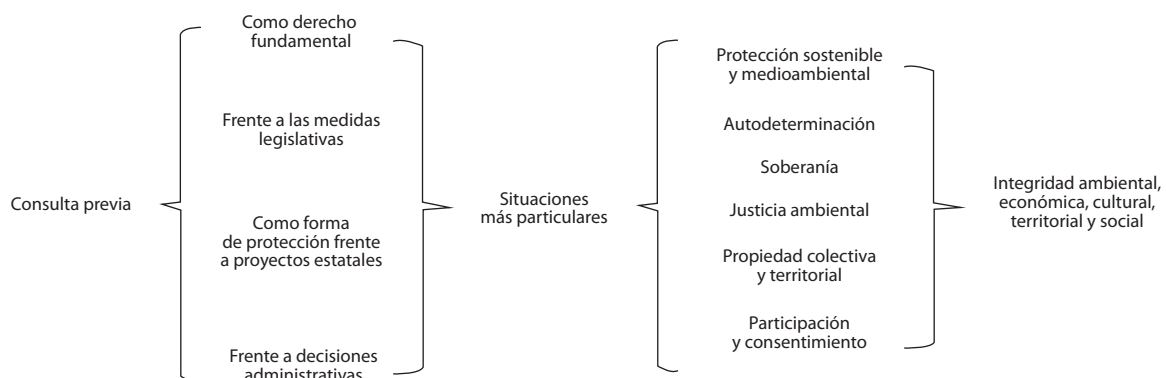 Consulta previa
Como derecho
fundamental
Frente a las medidas
legislativas
Como forma
de protección frente
a proyectos estatales
Frente a decisiones
administrativas
Situaciones
más particulares
Protección sostenible
y medioambiental
Autodeterminación
Soberanía
Justicia ambiental
Propiedad colectiva
y territorial
Participación
y consentimiento
Integridad ambiental,
económica, cultural,
territorial y social